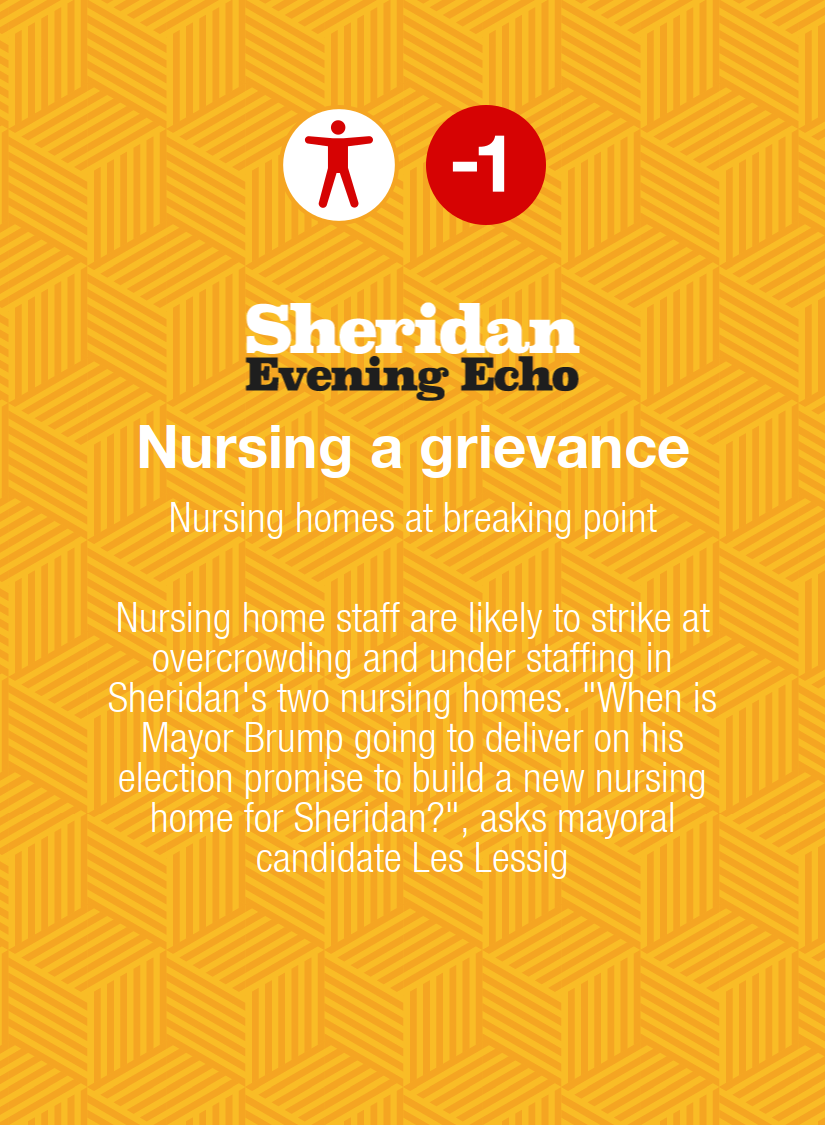 -1
Sheridan
Evening Echo
Nursing a grievance
Nursing homes at breaking point
Nursing home staff are likely to strike at
overcrowding and under staffing in
Sheridan's two nursing homes. "When is
Mayor Brump going to deliver on his
election promise to build a new nursing
home for Sheridan?", asks mayoral
candidate Les Lessig